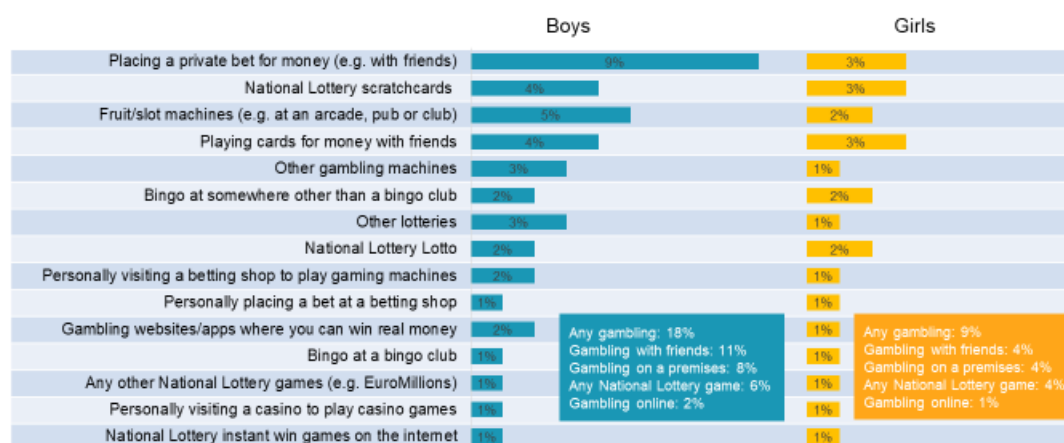 Boys Girls
Placing a private bet for money (e.g. with friends) 9% 3%
National Lottery scratchcards 4% 3%
Fruit/slot machines (e.g. at an arcade, pub or club) 5% 2%
Playing cards for money with friends 4% 3%
Other gambling machines 3% 1%
Bingo at somewhere other than a bingo club 2% 2%
Other lotteries 3% 1%
National Lottery Lotto 2% 2%
Personally visiting a betting shop to play gaming machines 2% 1%
Personally placing a bet at a betting shop 1% 1%
Gambling websites/apps where you can win real money 2% 1%
Bingo at a bingo club 1% 1%
Any other National Lottery games (e.g. EuroMillions) 1% 1%
Personally visiting a casino to play casino games 1% 1%
National Lottery instant win games on the internet 1% 1%
Any gambling: 18%
Gambling with friends: 11%
Gambling on a premises: 8%
Any National Lottery game: 6%
Gambling online: 2%
Any gambling: 9%
Gambling with friends: 4%
Gambling on a premises: 4%
Any National Lottery game: 4%
Gambling online: 1%